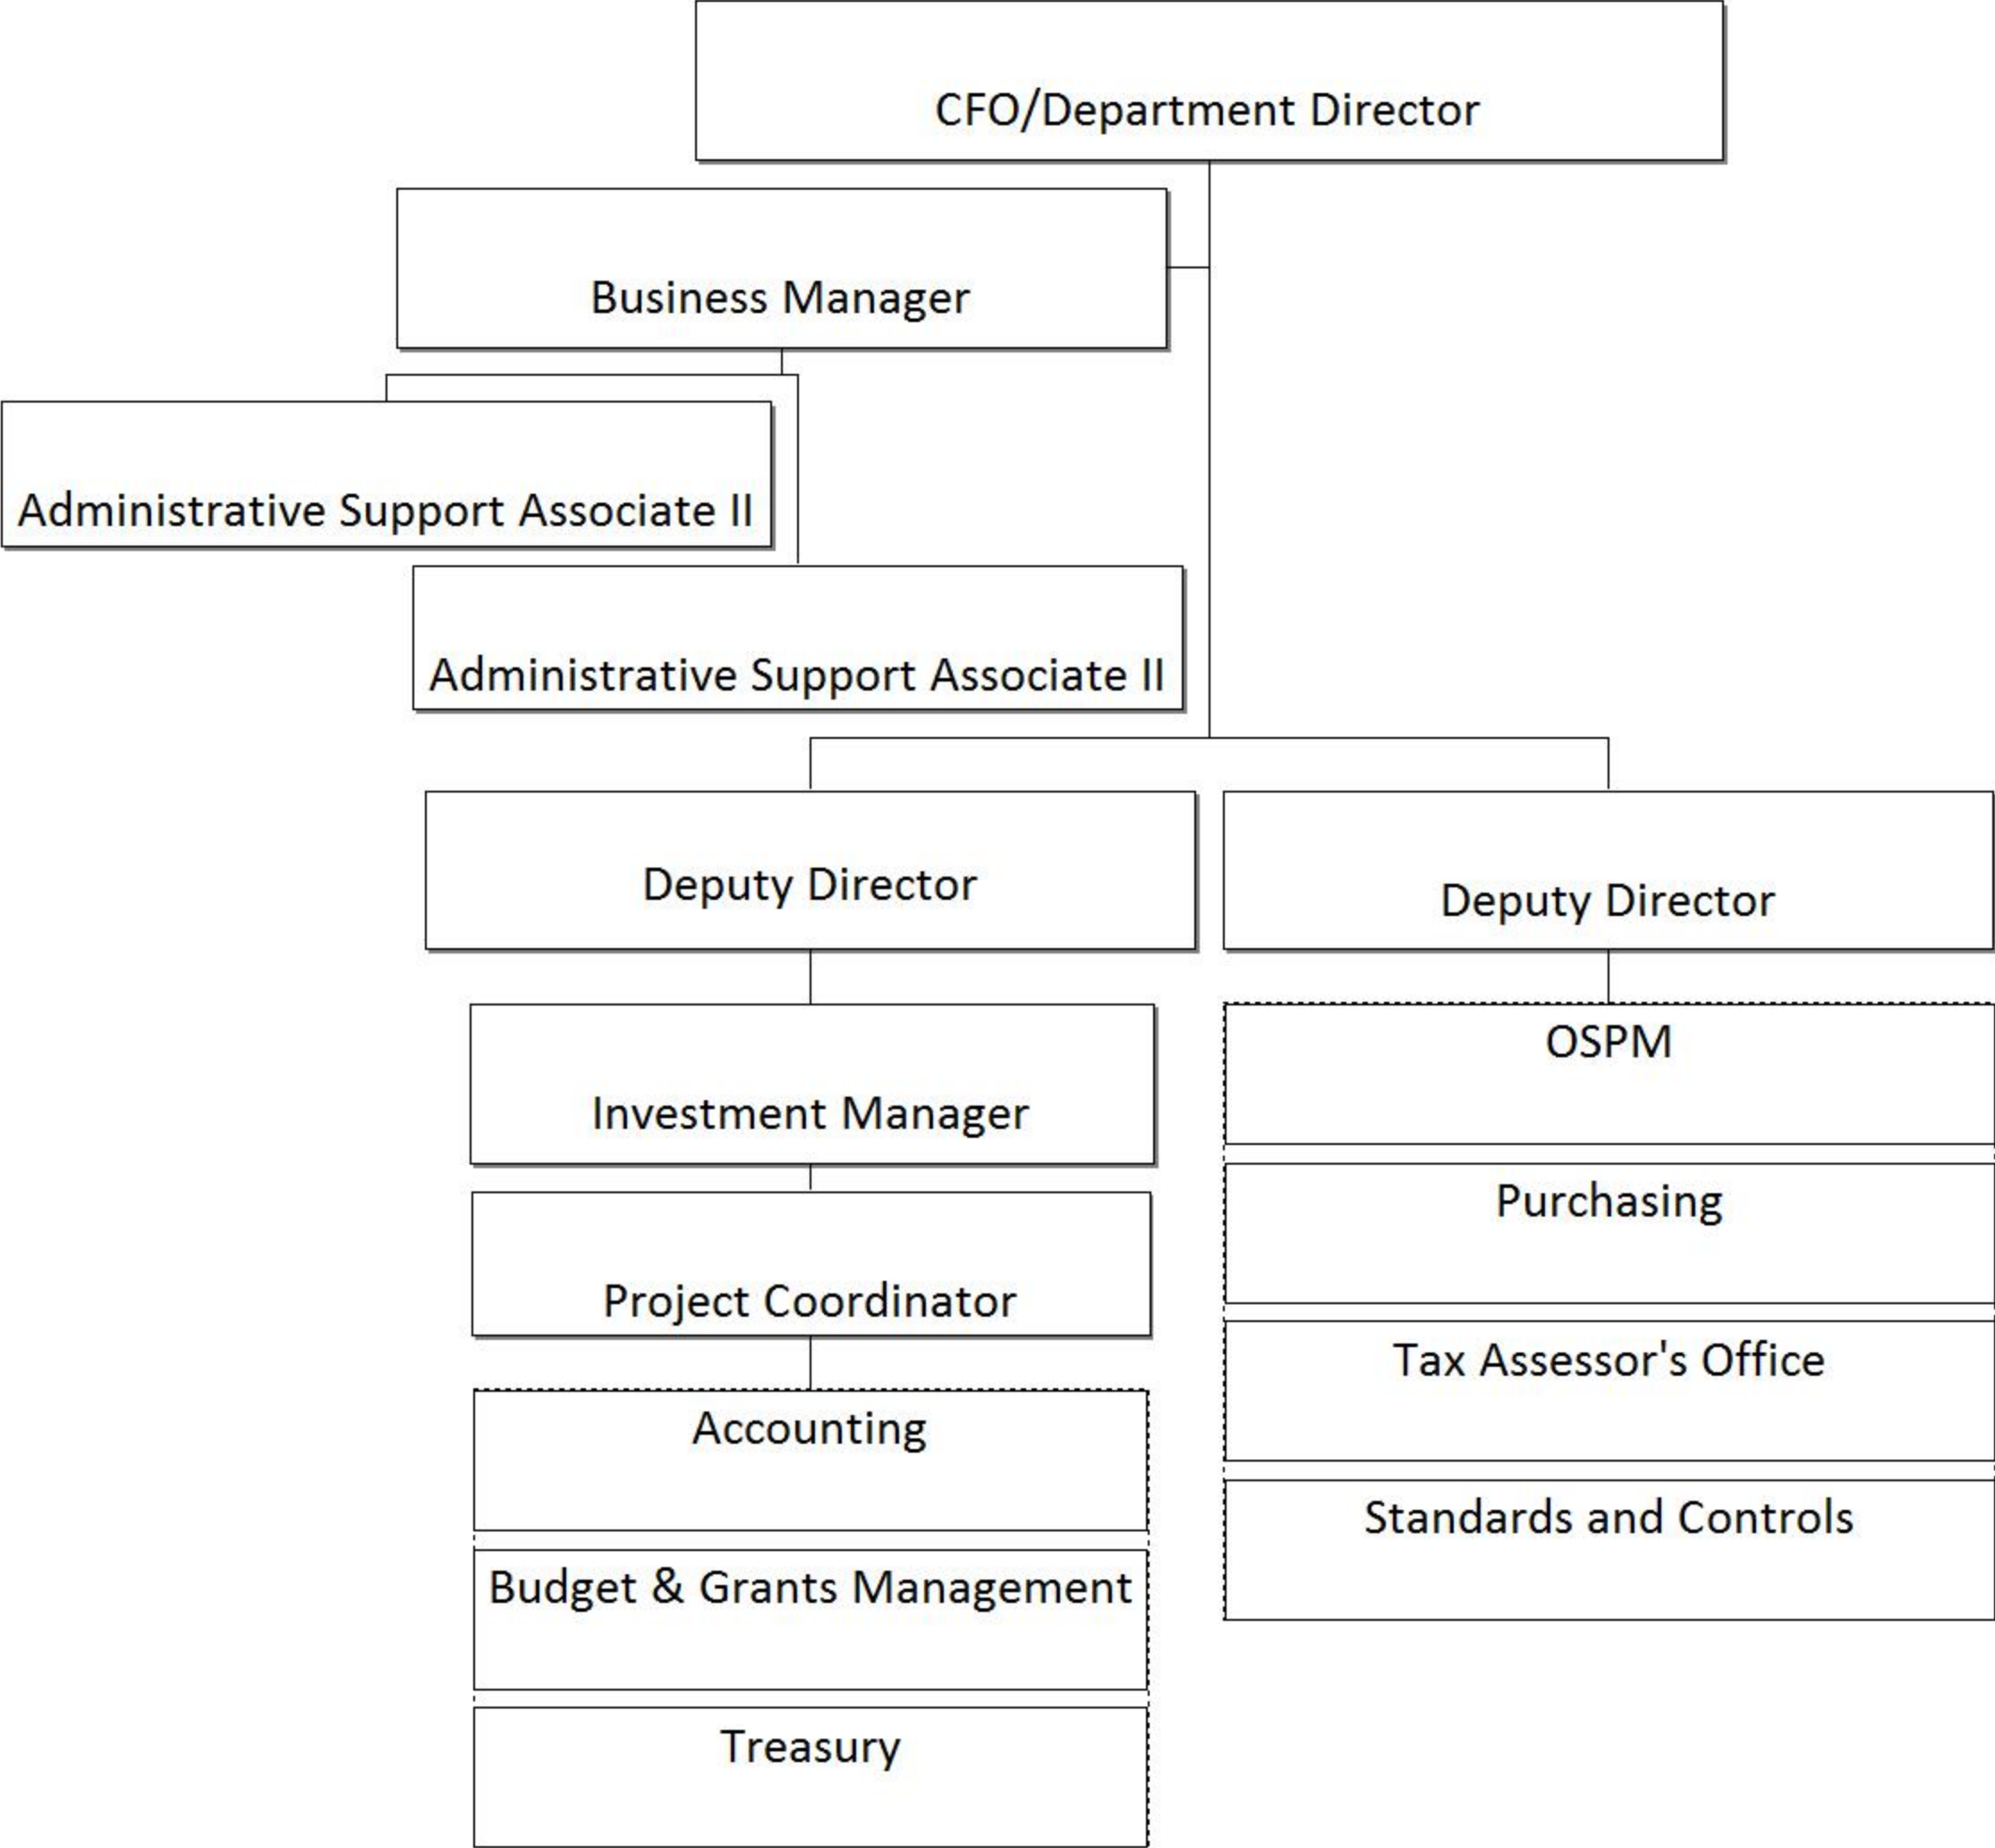 CFO/Department Director
Business Manager
Administrative Support Associate II
Administrative Support Associate II
Deputy Director
Investment Manager
Project Coordinator
Accounting
Budget & Grants Management
Treasury
Deputy Director
OSPM
Purchasing
Tax Assessor's Office
Standards and Controls